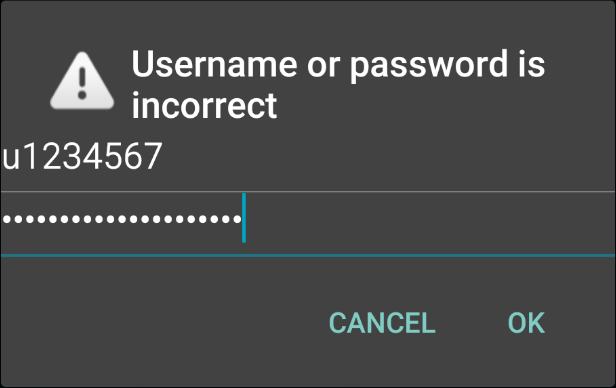 Username or password is
incorrect
u1234567
•••••••••••••••••••••
CANCEL OK